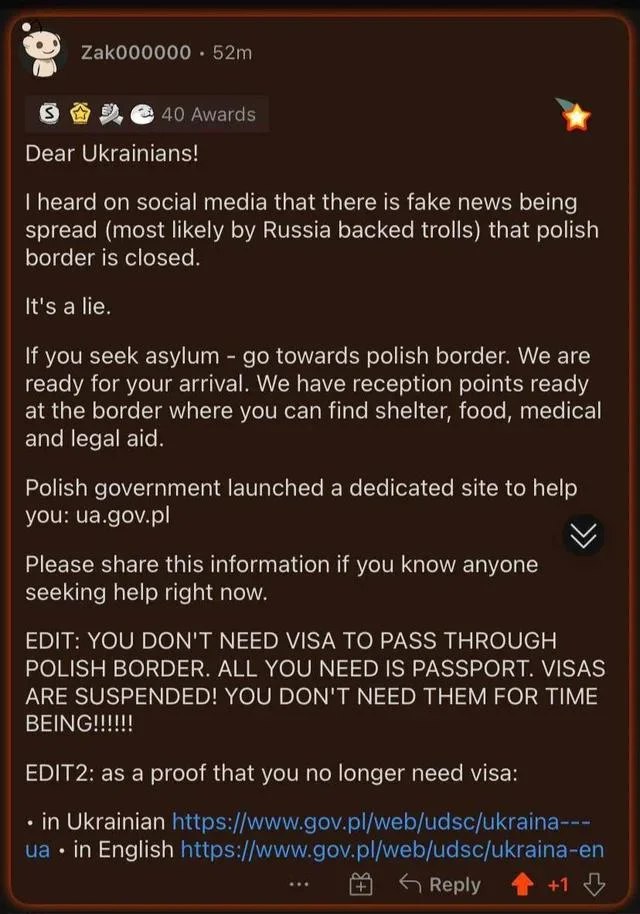 Zak000000 • 52m
S 40 Awards
Dear Ukrainians!
I heard on social media that there is fake news being
spread (most likely by Russia backed trolls) that polish
border is closed.
It's a lie.
If you seek asylum - go towards polish border. We are
ready for your arrival. We have reception points ready
at the border where you can find shelter, food, medical
and legal aid.
Polish government launched a dedicated site to help
you: ua.gov.pl
Please share this information if you know anyone
seeking help right now.
EDIT: YOU DON'T NEED VISA TO PASS THROUGH
POLISH BORDER. ALL YOU NEED IS PASSPORT. VISAS
ARE SUSPENDED! YOU DON'T NEED THEM FOR TIME
BEING!!!!!!
EDIT2: as a proof that you no longer need visa:
• in Ukrainian https://www.gov.pl/web/udsc/ukraina---
ua • in English https://www.gov.pl/web/udsc/ukraina-en
Reply +1